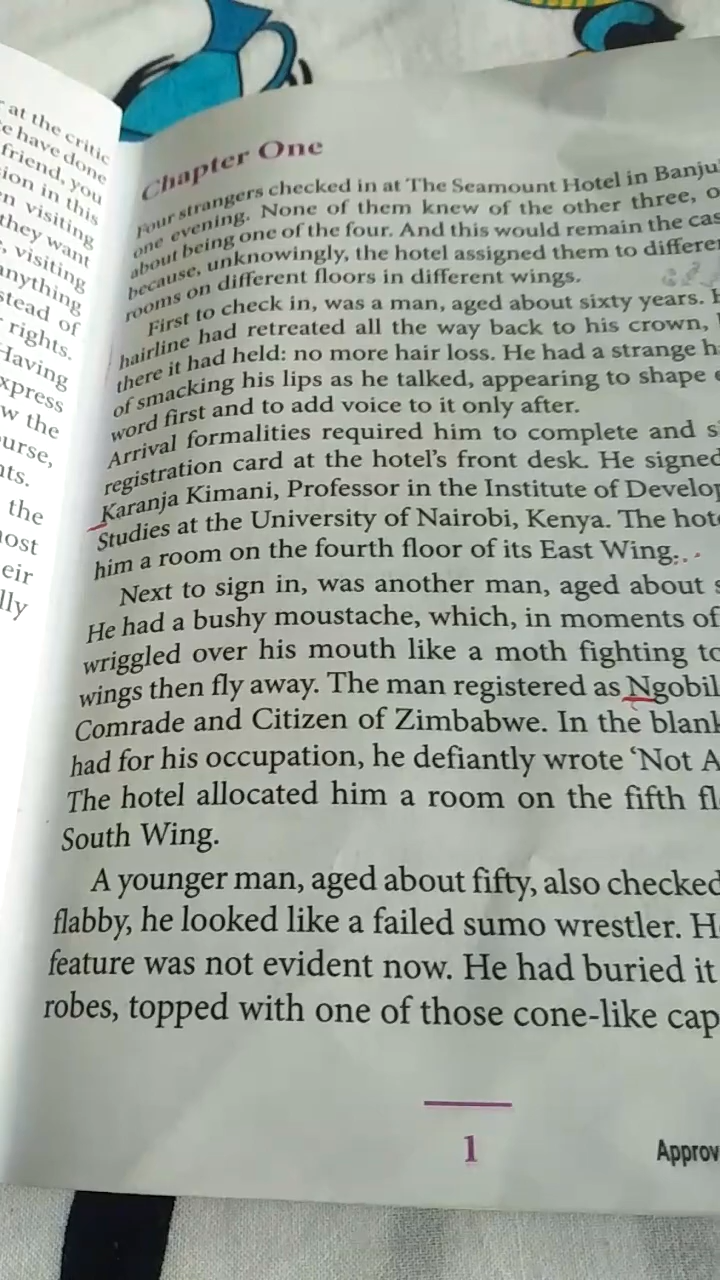 at the critic
have done
friend, you
sion in this
en visiting
they want
visiting
anything
stead of
rights.
Having
xpress
w the
ourse,
nts.
the
nost
eir
lly
Chapter One
Four strangers checked in at The Seamount Hotel in Banju
one evening. None of them knew of the other three, o
about being one of the four. And this would remain the cas
because, unknowingly, the hotel assigned them to differe
rooms on different floors in different wings.
First to check in, was a man, aged about sixty years. H
hairline had retreated all the way back to his crown,
there it had held: no more hair loss. He had a strange h
of smacking his lips as he talked, appearing to shape e
word first and to add voice to it only after.
Arrival formalities required him to complete and s
registration card at the hotel's front desk. He signed
Karanja Kimani, Professor in the Institute of Develop
Studies at the University of Nairobi, Kenya. The hote
him a room on the fourth floor of its East Wing.
Next to sign in, was another man, aged about s
He had a bushy moustache, which, in moments of
wriggled over his mouth like a moth fighting to
wings then fly away. The man registered as Ngobil
Comrade and Citizen of Zimbabwe. In the blank
had for his occupation, he defiantly wrote ‘Not A
The hotel allocated him a room on the fifth fl
South Wing.
A younger man, aged about fifty, also checked
flabby, he looked like a failed sumo wrestler. H
feature was not evident now. He had buried it
robes, topped with one of those cone-like cap
1
Approv